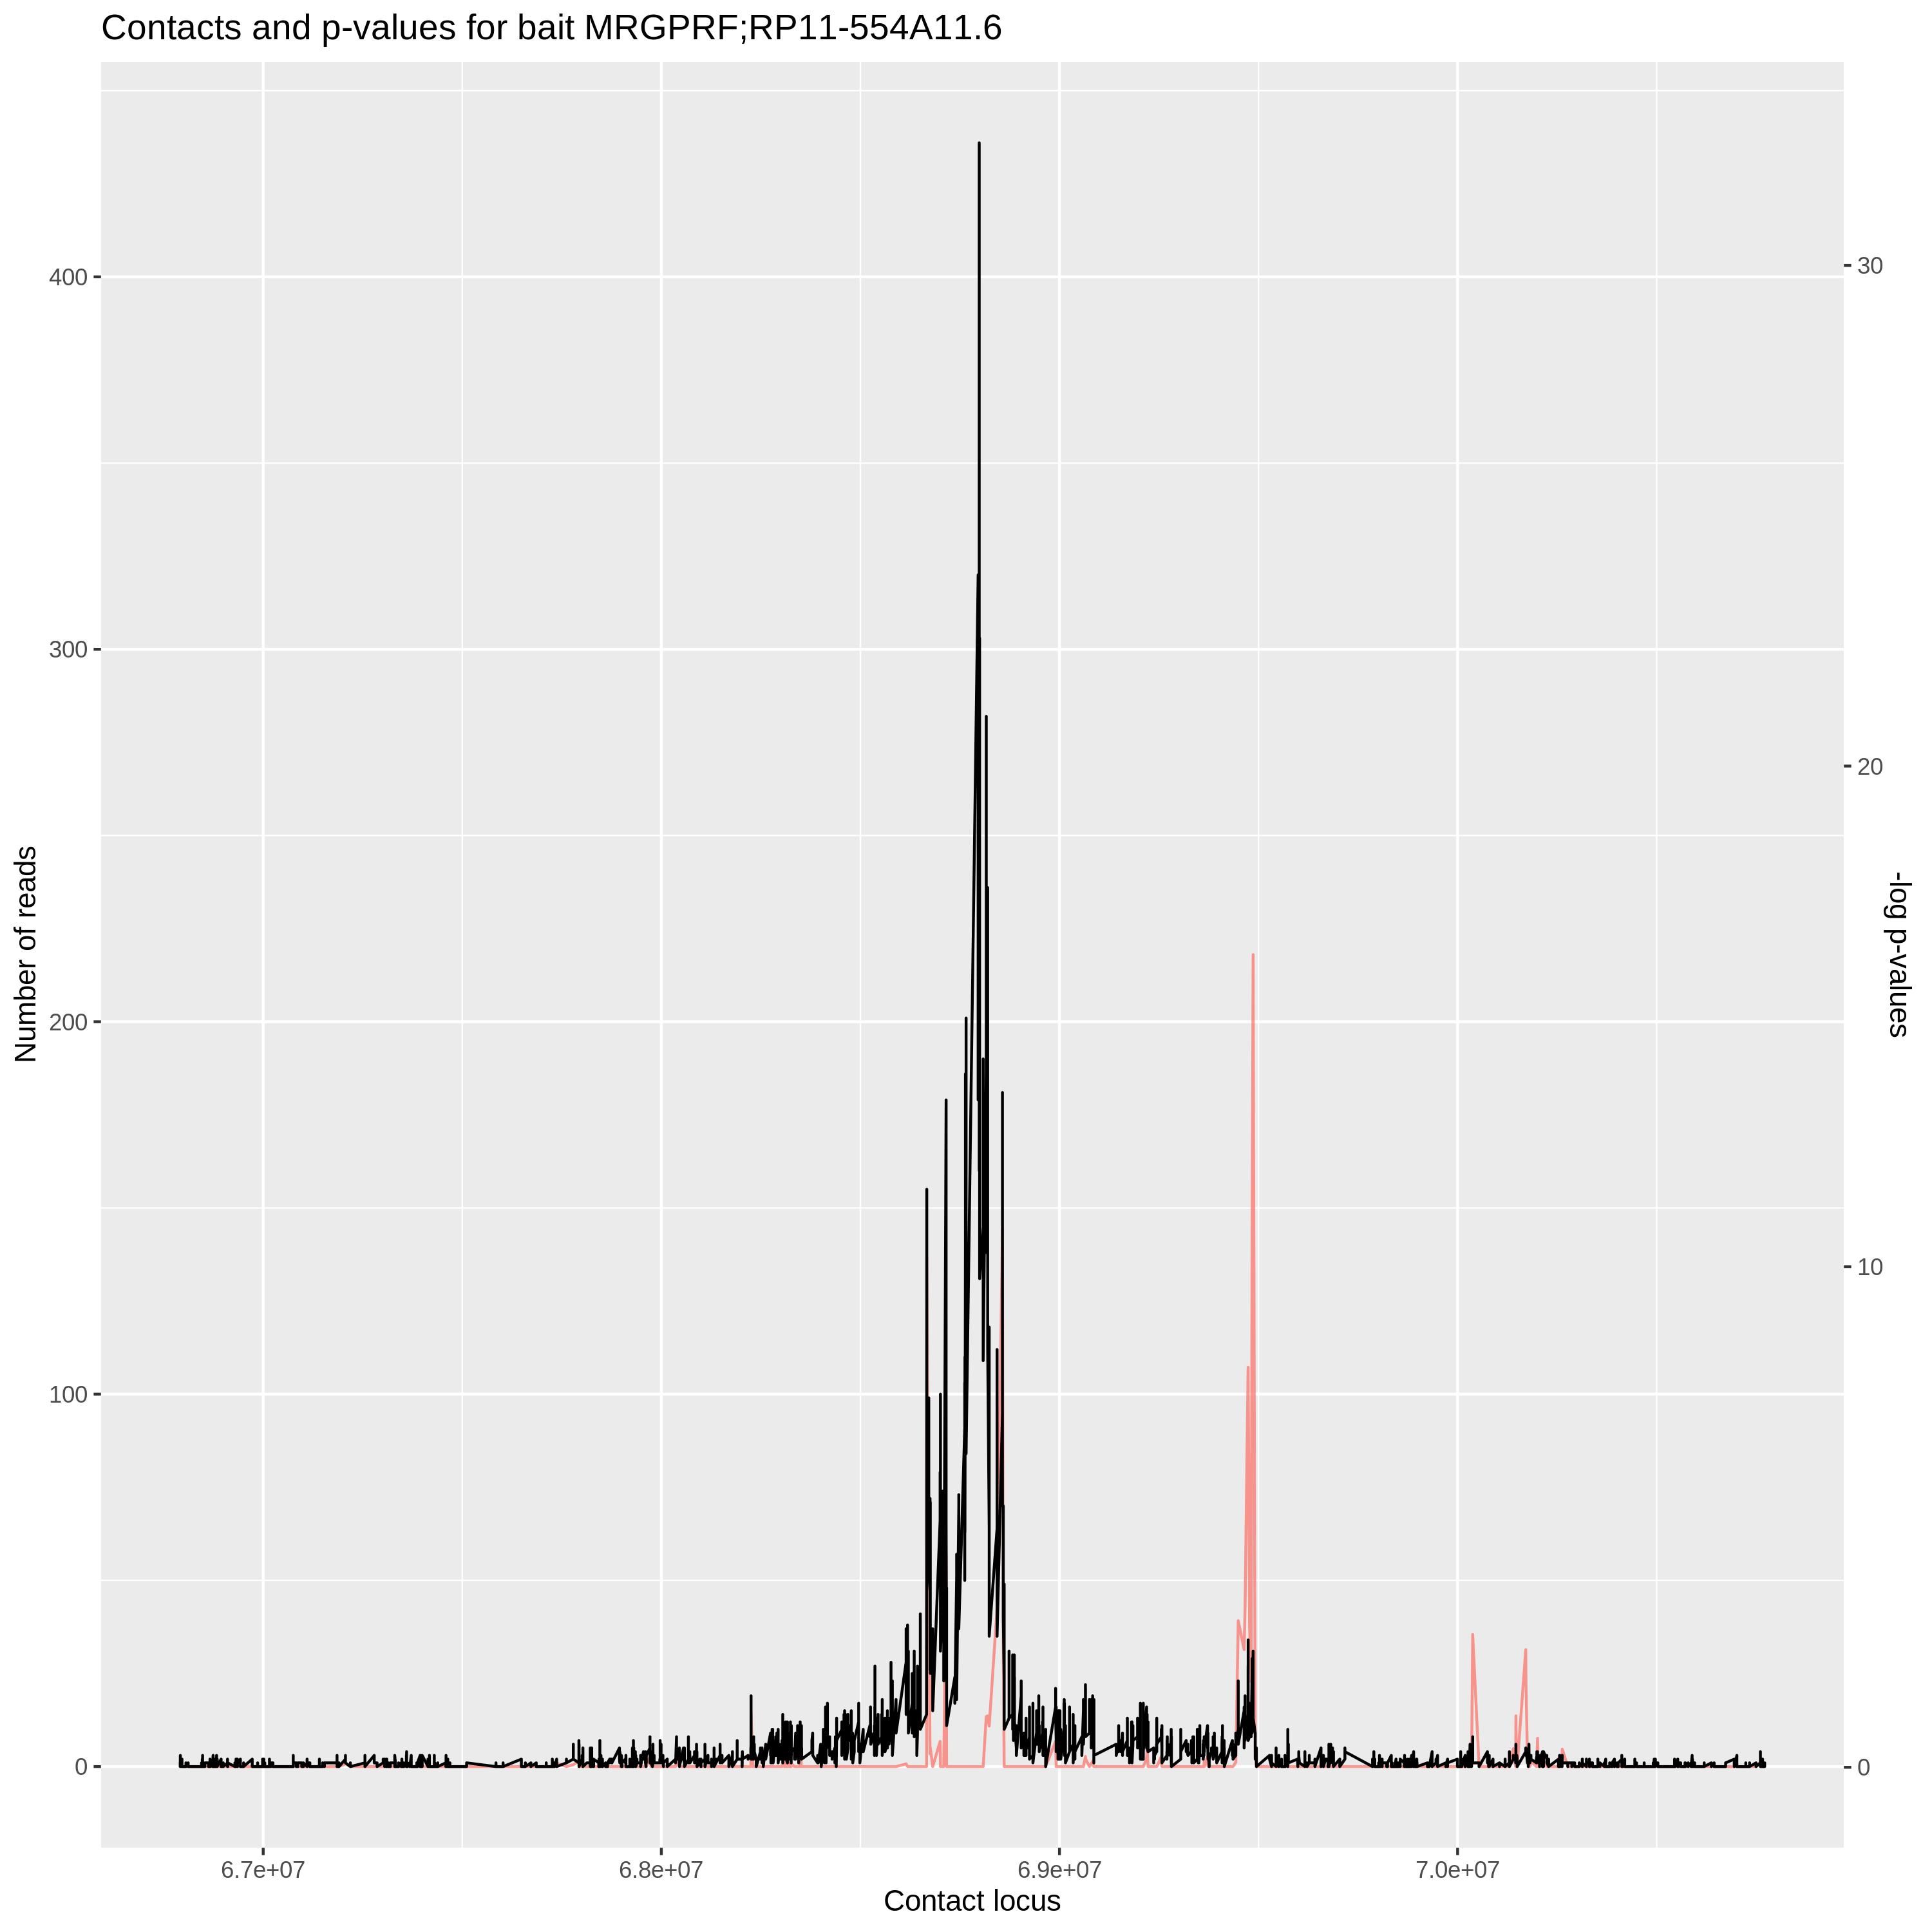 Contacts and p-values for bait MRGPRF;RP11-554A11.6
400
300
200
100
0
Number of reads
30
20
10
0
-log p-values
6.7e+07
6.8e+07
6.9e+07
7.0e+07
Contact locus